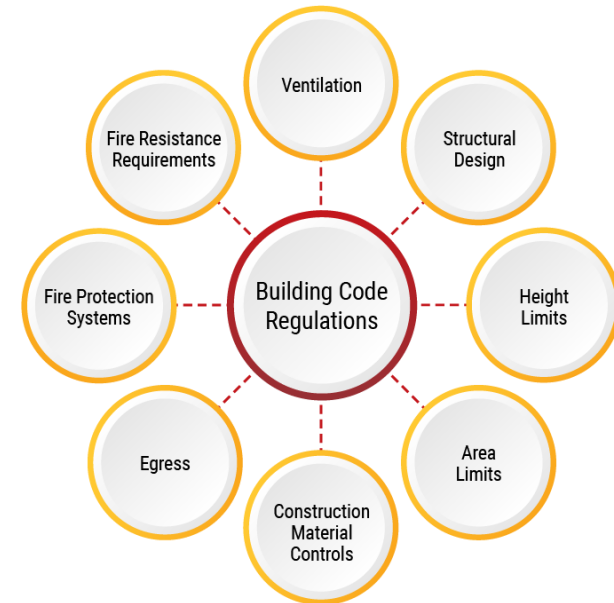 Ventilation
Fire Resistance
Requirements
Structural
Design
Fire Protection
Systems
Building Code
Regulations
Height
Limits
Egress
Area
Limits
Construction
Material
Controls